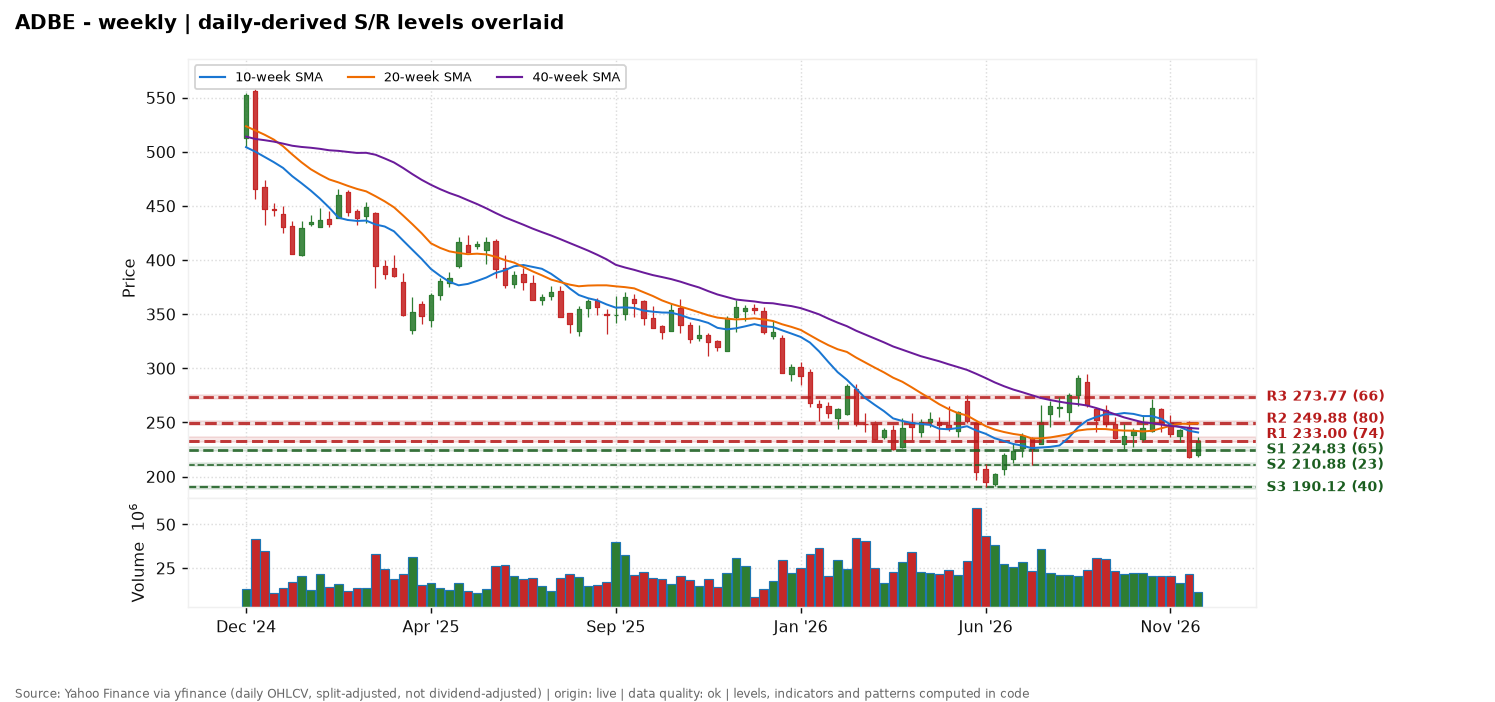 ADBE - weekly | daily-derived S/R levels overlaid
10-week SMA 20-week SMA 40-week SMA
Price
550
500
450
400
350
300
250
200
R3 273.77 (66)
R2 249.88 (80)
R1 233.00 (74)
S1 224.83 (65)
S2 210.88 (23)
S3 190.12 (40)
Volume 10⁶
50
25
Dec '24 Apr '25 Sep '25 Jan '26 Jun '26 Nov '26
Source: Yahoo Finance via yfinance (daily OHLCV, split-adjusted, not dividend-adjusted) | origin: live | data quality: ok | levels, indicators and patterns computed in code